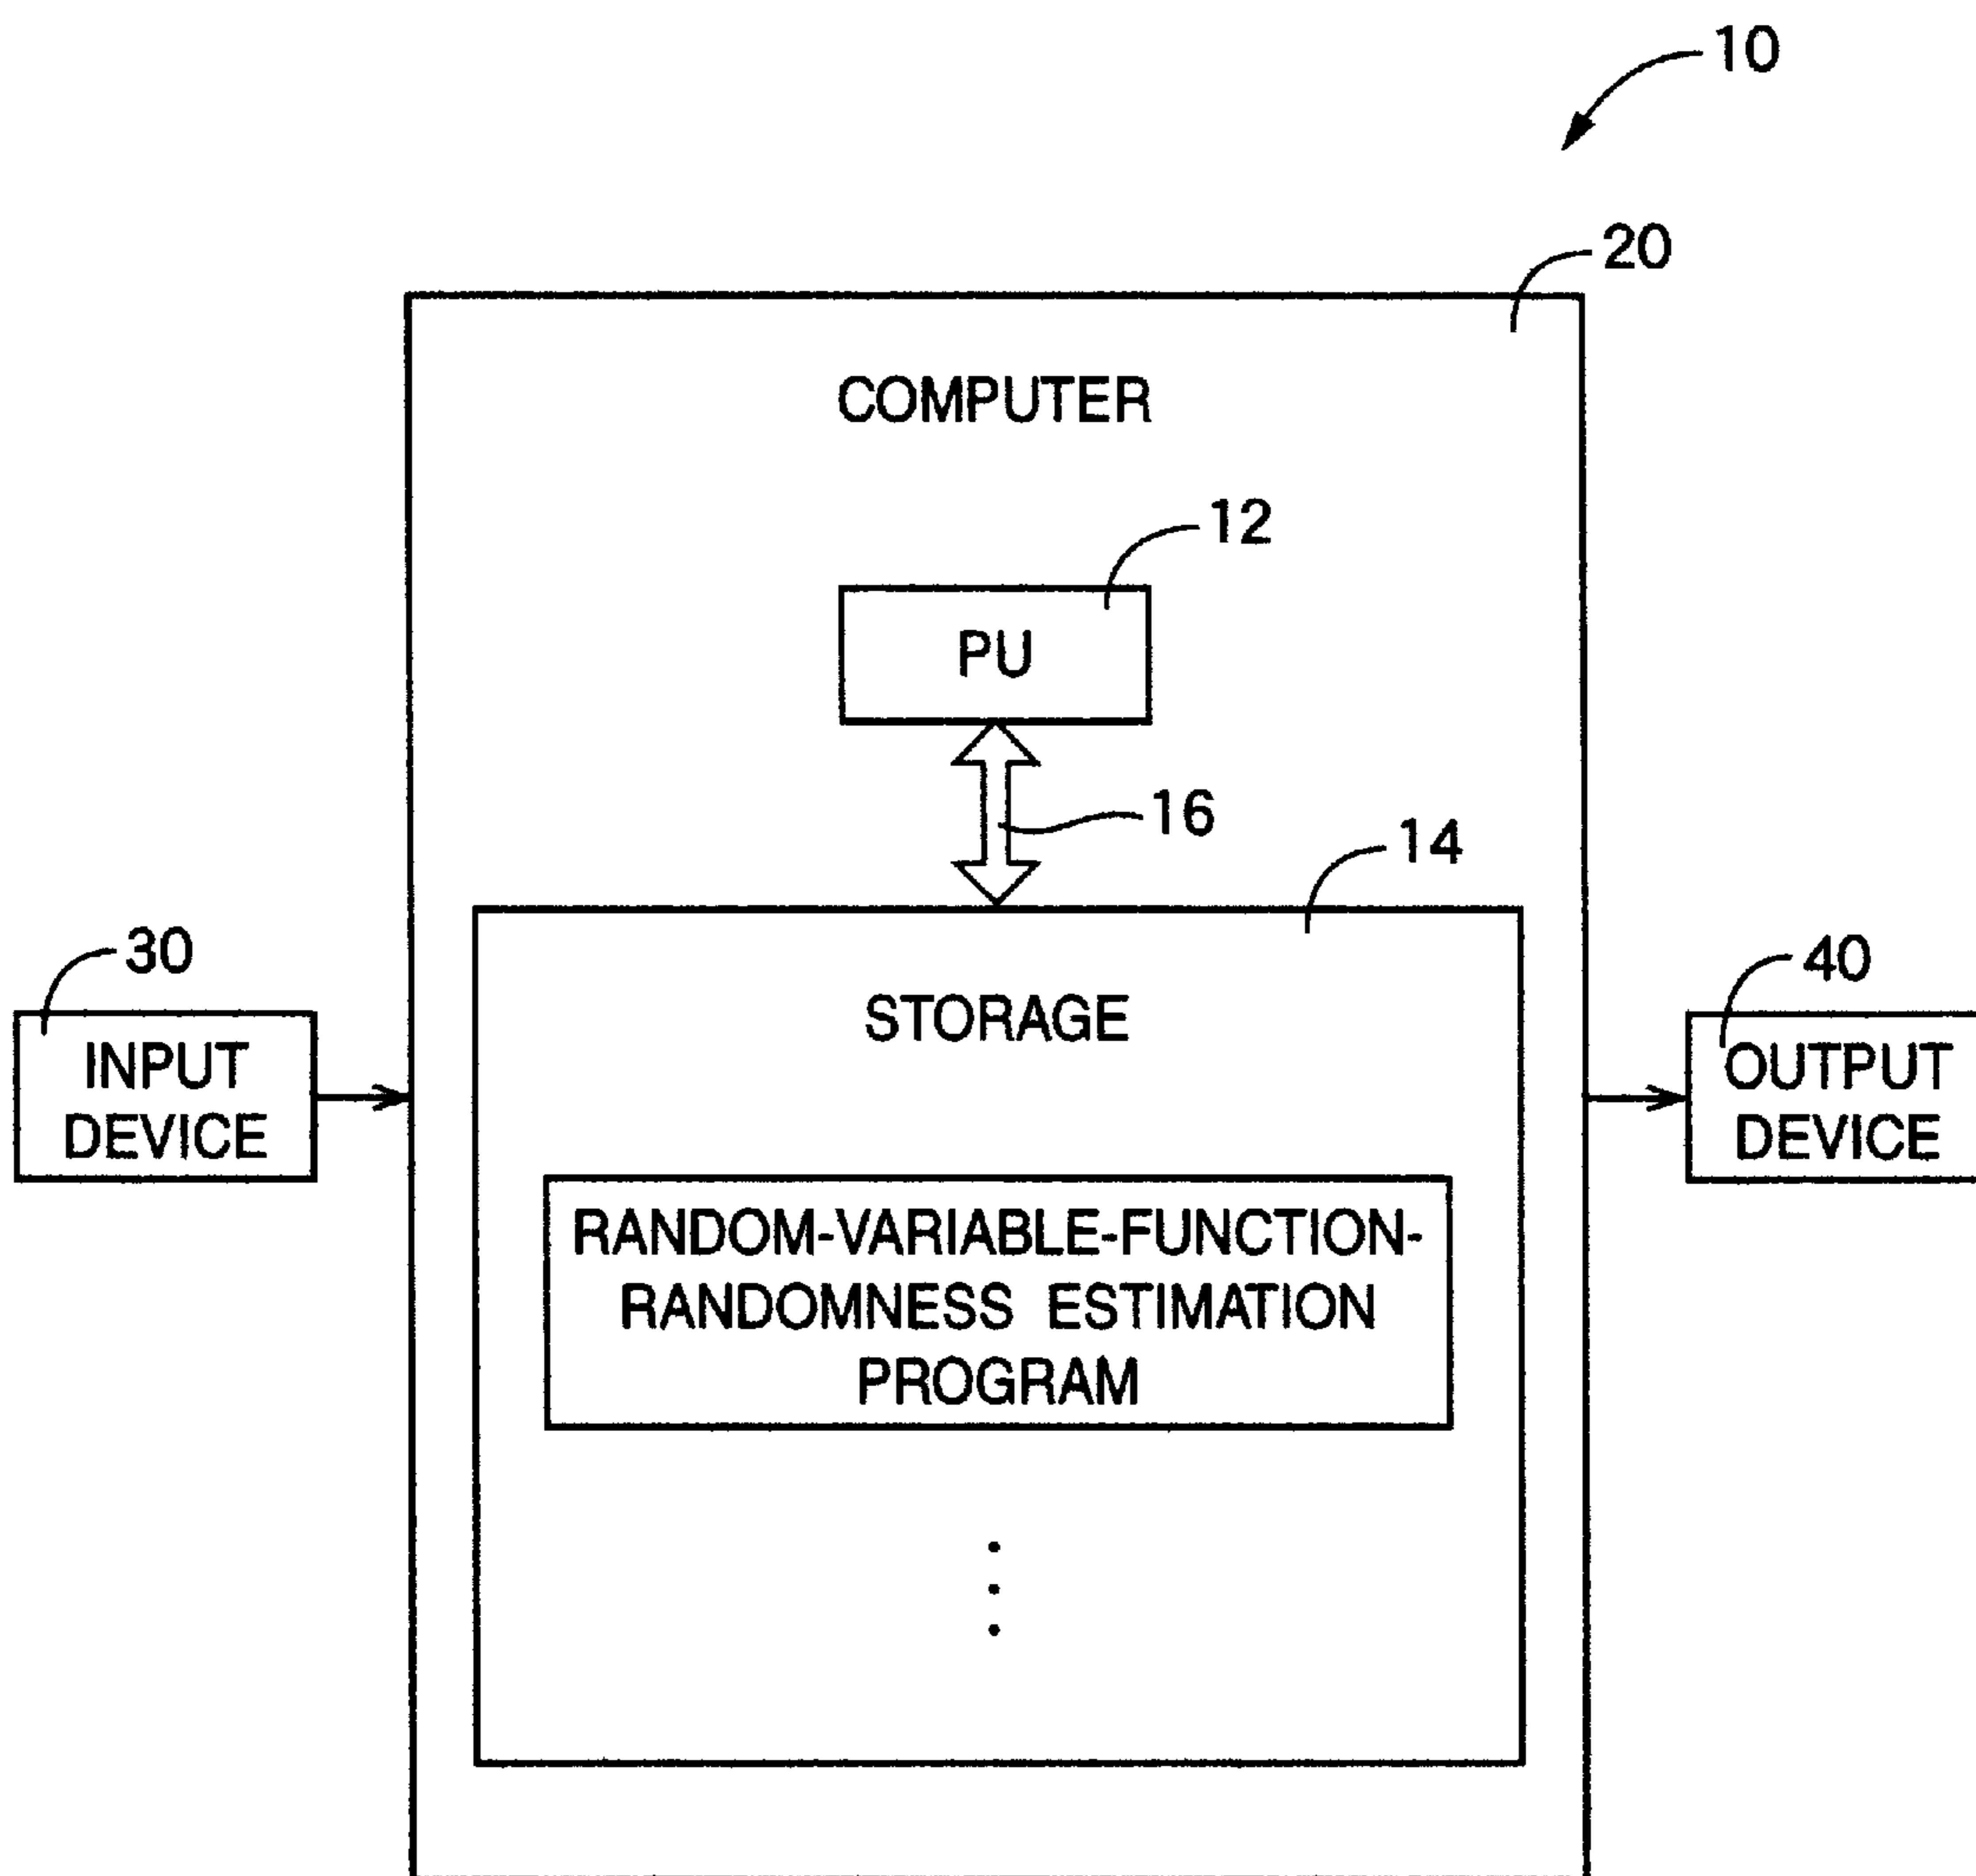 10
20
COMPUTER
12
PU
16
14
30
40
STORAGE
INPUT
DEVICE
OUTPUT
DEVICE
RANDOM-VARIABLE-FUNCTION-
RANDOMNESS ESTIMATION
PROGRAM